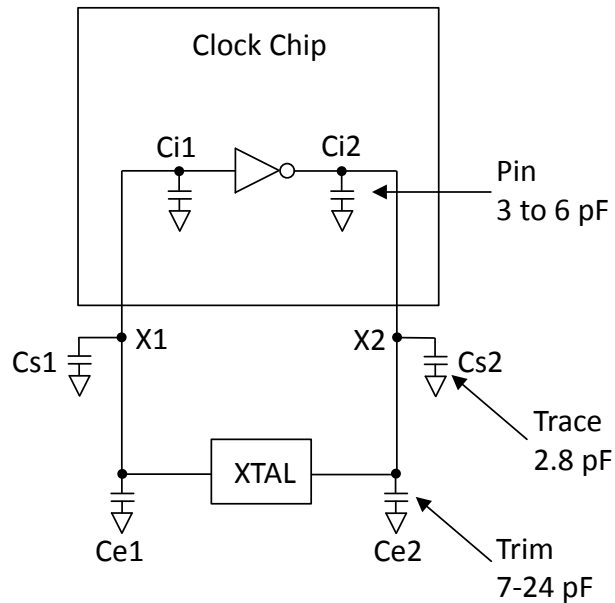 Clock Chip
Ci1
Ci2
Pin
3 to 6 pF
X1
X2
Cs1
Cs2
Trace
2.8 pF
XTAL
Ce1
Ce2
Trim
7-24 pF